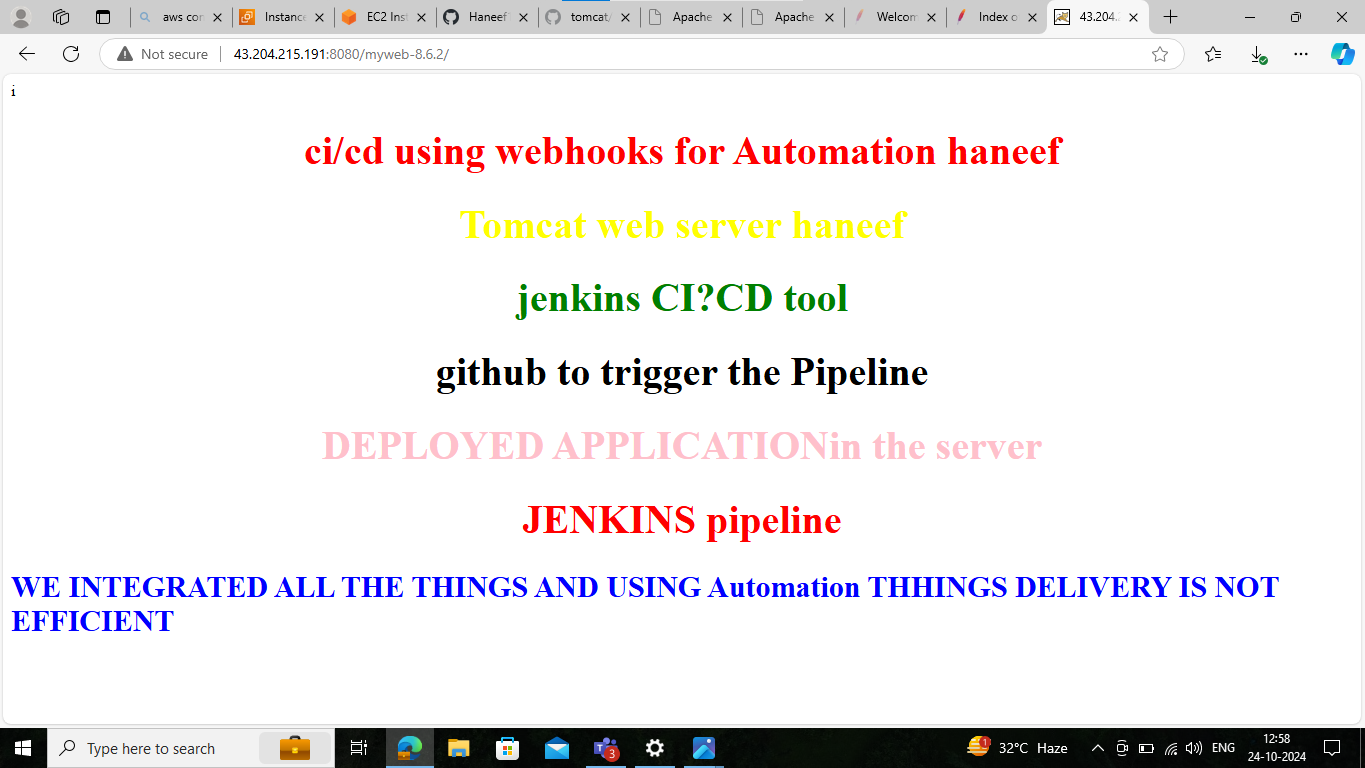 aws con
Instance
EC2 Inst
Haneef
tomcat/
Apache
Apache
Welcom
Index o
43.204.2
Not secure
43.204.215.191:8080/myweb-8.6.2/
i
ci/cd using webhooks for Automation haneef
Tomcat web server haneef
jenkins CI?CD tool
github to trigger the Pipeline
DEPLOYED APPLICATIONin the server
JENKINS pipeline
WE INTEGRATED ALL THE THINGS AND USING Automation THHINGS DELIVERY IS NOT
EFFICIENT
Type here to search
3
1
32°C Haze
ENG
12:58
24-10-2024